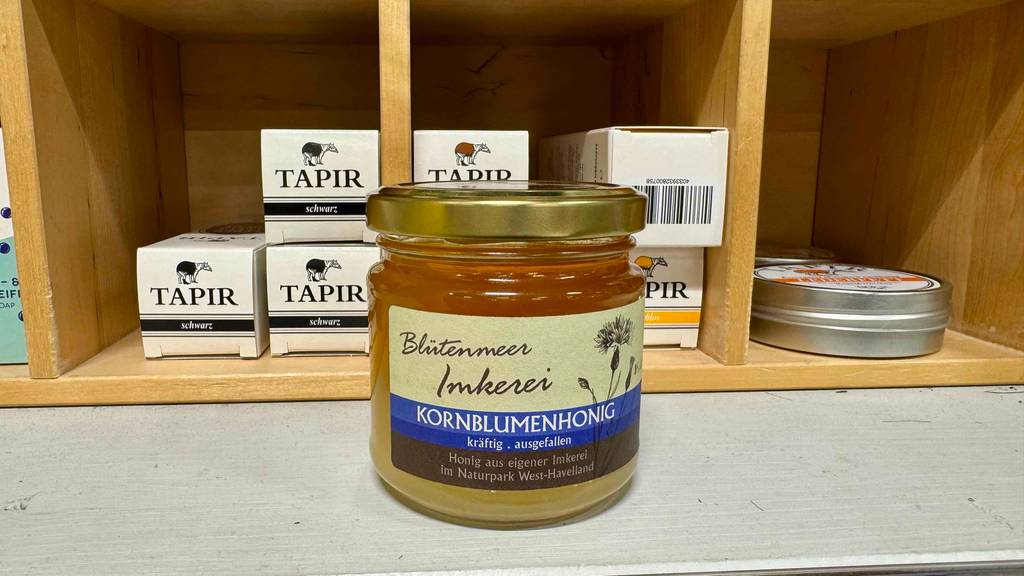 TAPIR
schwarz
TAPIR
TAPIR
schwarz
TAPIR
schwarz
4033932800758
Blütenmeer
Imkerei
KORNBLUMENHONIG
kräftig . ausgefallen
Honig aus eigener Imkerei
im Naturpark West-Havelland